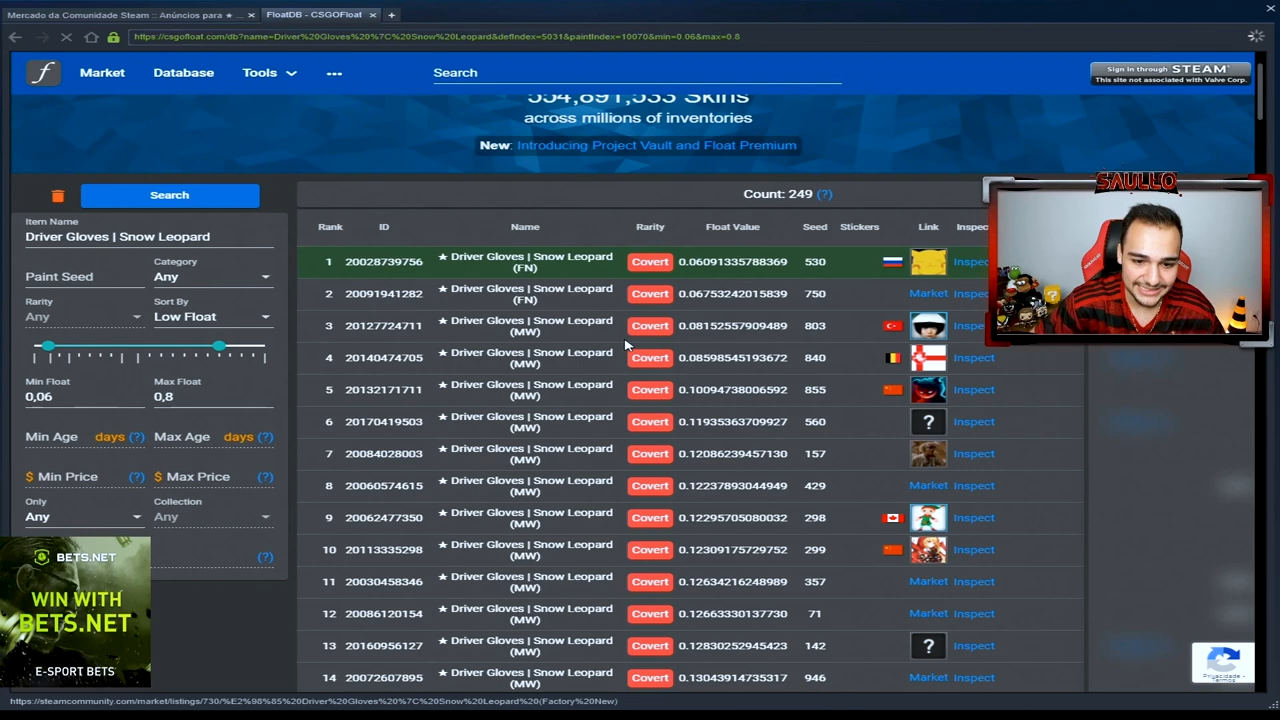 Mercado da Comunidade Steam :: Anúncios para ★ ...
FloatDB - CSGOFloat
https://csgofloat.com/db?name=Driver%20Gloves%20%7C%20Snow%20Leopard&defIndex=5031&paintIndex=10070&min=0.06&max=0.8
f Market Database Tools Search
Sign in through STEAM
This site not associated with Valve Corp.
554,891,533 Skins
across millions of inventories
New: Introducing Project Vault and Float Premium
SAULLO
Search
Count: 249 (?)
Item Name
Driver Gloves | Snow Leopard
Paint Seed
Category
Any
Rarity
Any
Sort By
Low Float
Min Float
0,06
Max Float
0,8
Min Age days (?) Max Age days (?)
$ Min Price (?) $ Max Price (?)
Only
Any
Collection
Any
(?)
Rank ID Name Rarity Float Value Seed Stickers Link Inspec
1 20028739756 ★ Driver Gloves | Snow Leopard (FN) Covert 0.06091335788369 530 Inspec
2 20091941282 ★ Driver Gloves | Snow Leopard (FN) Covert 0.06753242015839 750 Market Inspec
3 20127724711 ★ Driver Gloves | Snow Leopard (MW) Covert 0.08152557909489 803 Inspec
4 20140474705 ★ Driver Gloves | Snow Leopard (MW) Covert 0.08598545193672 840 Inspect
5 20132171711 ★ Driver Gloves | Snow Leopard (MW) Covert 0.10094738006592 855 Inspect
6 20170419503 ★ Driver Gloves | Snow Leopard (MW) Covert 0.11935363709927 560 ? Inspect
7 20084028003 ★ Driver Gloves | Snow Leopard (MW) Covert 0.12086239457130 157 Inspect
8 20060574615 ★ Driver Gloves | Snow Leopard (MW) Covert 0.12237893044949 429 Market Inspect
9 20062477350 ★ Driver Gloves | Snow Leopard (MW) Covert 0.12295705080032 298 Inspect
10 20113335298 ★ Driver Gloves | Snow Leopard (MW) Covert 0.12309175729752 299 Inspect
11 20030458346 ★ Driver Gloves | Snow Leopard (MW) Covert 0.12634216248989 357 Market Inspect
12 20086120154 ★ Driver Gloves | Snow Leopard (MW) Covert 0.12663330137730 71 Market Inspect
13 20160956127 ★ Driver Gloves | Snow Leopard (MW) Covert 0.12830252945423 142 ? Inspect
14 20072607895 ★ Driver Gloves | Snow Leopard (MW) Covert 0.13043914735317 946 Market Inspect
BETS.NET
WIN WITH
BETS.NET
E-SPORT BETS
Privacidade - Termos
https://steamcommunity.com/market/listings/730/%E2%98%85%20Driver%20Gloves%20%7C%20Snow%20Leopard%20(Factory%20New)